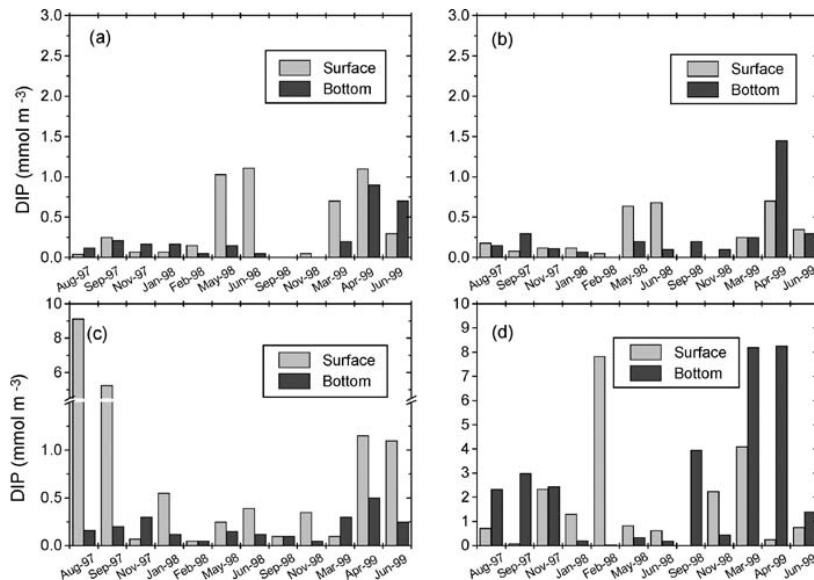 (a)
Surface
Bottom
DIP (mmol m -3)
3.0
2.5
2.0
1.5
1.0
0.5
0.0
Aug-97 Sep-97 Nov-97 Jan-98 Feb-98 May-98 Jun-98 Sep-98 Nov-98 Mar-99 Apr-99 Jun-99
(b)
Surface
Bottom
DIP (mmol m -3)
3.0
2.5
2.0
1.5
1.0
0.5
0.0
Aug-97 Sep-97 Nov-97 Jan-98 Feb-98 May-98 Jun-98 Sep-98 Nov-98 Mar-99 Apr-99 Jun-99
(c)
Surface
Bottom
DIP (mmol m -3)
10
8
6
1.0
0.5
0.0
Aug-97 Sep-97 Nov-97 Jan-98 Feb-98 May-98 Jun-98 Sep-98 Nov-98 Mar-99 Apr-99 Jun-99
(d)
Surface
Bottom
DIP (mmol m -3)
10
8
7
6
5
4
3
2
1
0
Aug-97 Sep-97 Nov-97 Jan-98 Feb-98 May-98 Jun-98 Sep-98 Nov-98 Mar-99 Apr-99 Jun-99